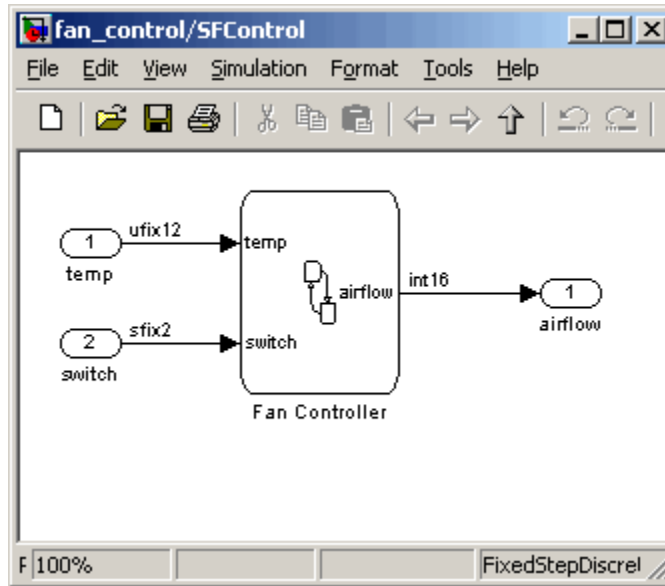 fan_control/SFControl
File Edit View Simulation Format Tools Help
1 ufix12 temp
temp
airflow int16 1
airflow
2 sfix2 switch
switch
Fan Controller
F 100% FixedStepDiscret